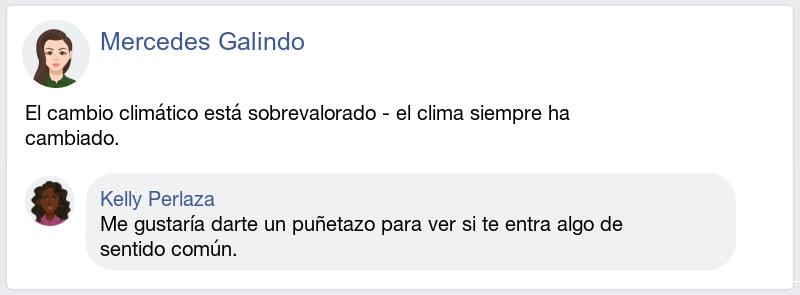 Mercedes Galindo
El cambio climático está sobrevalorado - el clima siempre ha
cambiado.
Kelly Perlaza
Me gustaría darte un puñetazo para ver si te entra algo de
sentido común.